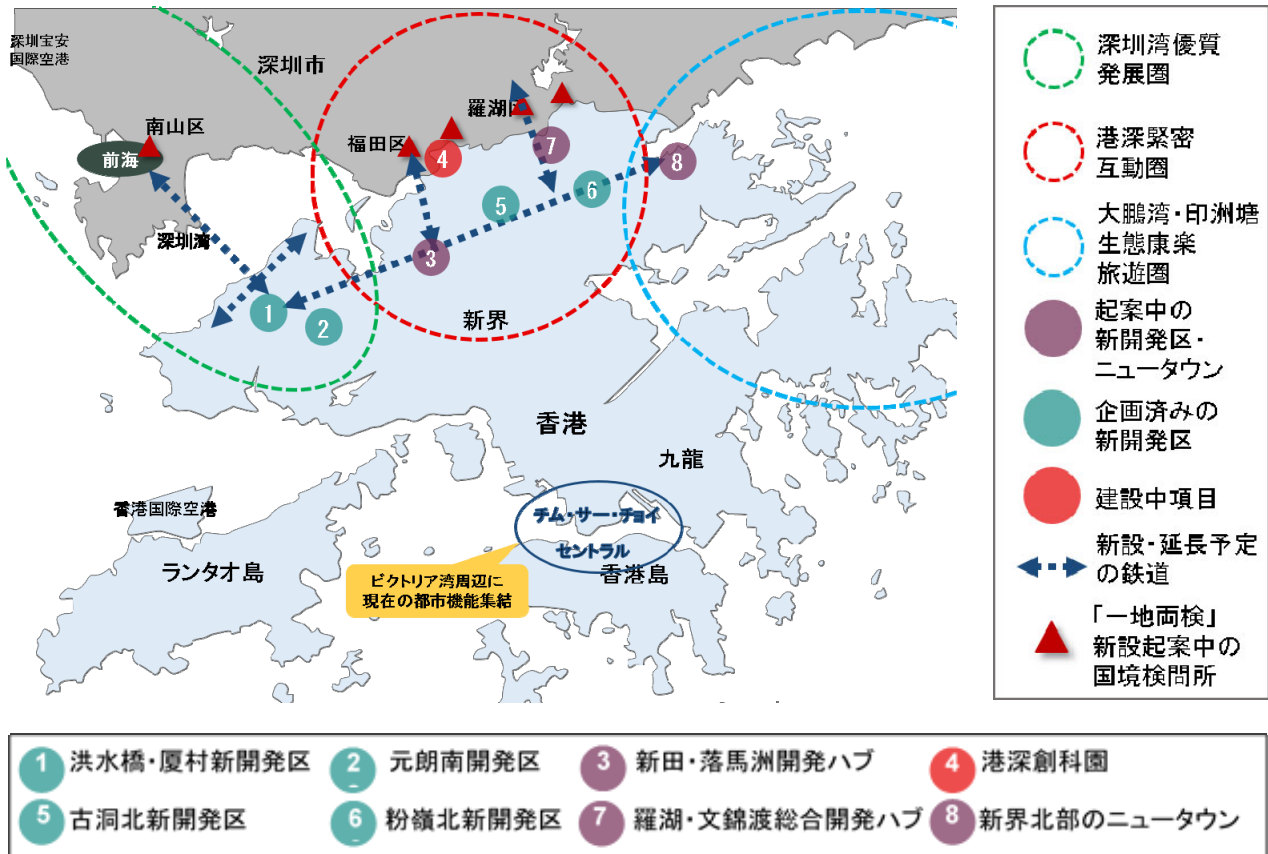 深圳宝安
国際空港
深圳市
南山区
前海
深圳湾
福田区
羅湖区
4
7
8
5
6
3
1
2
新界
香港
九龍
香港国際空港
ランタオ島
チム・サー・チョイ
セントラル
香港島
ビクトリア湾周辺に
現在の都市機能集結
深圳湾優質
発展圏
港深緊密
互動圏
大鵬湾・印洲塘
生態康楽
旅遊圏
起案中の
新開発区・
ニュータウン
企画済みの
新開発区
建設中項目
新設・延長予定
の鉄道
「一地両検」
新設起案中の
国境検問所
1 洪水橋・厦村新開発区
2 元朗南開発区
3 新田・落馬洲開発ハブ
4 港深創科園
5 古洞北新開発区
6 粉嶺北新開発区
7 羅湖・文錦渡総合開発ハブ
8 新界北部のニュータウン